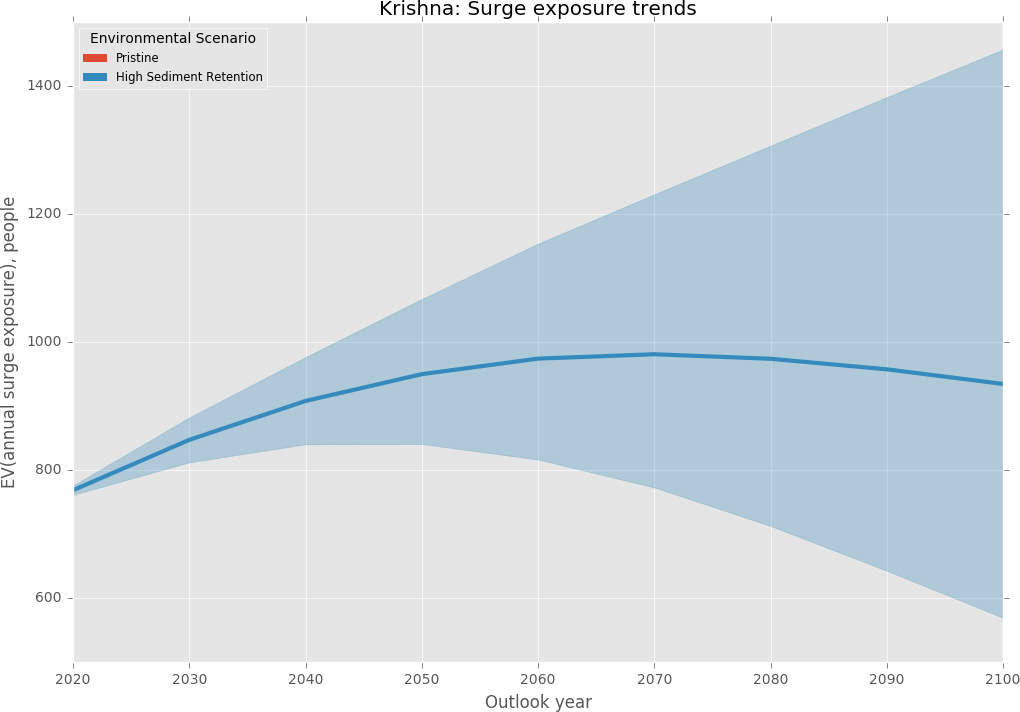 Krishna: Surge exposure trends
Environmental Scenario
Pristine
High Sediment Retention
EV(annual surge exposure), people
1400
1200
1000
800
600
2020 2030 2040 2050 2060 2070 2080 2090 2100
Outlook year